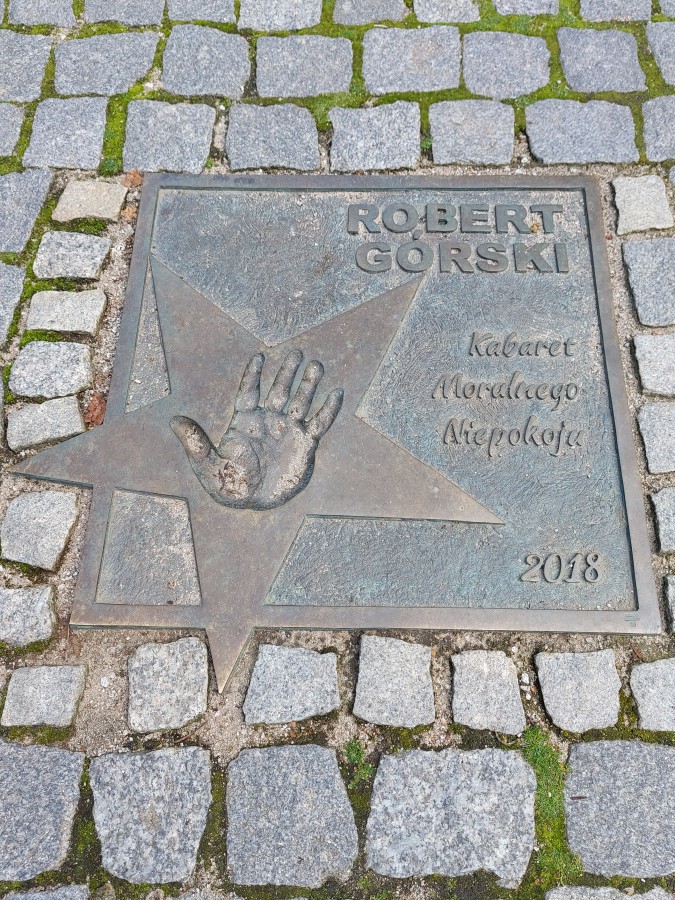 ROBERT
GÓRSKI
Kabaret
Moralnego
Niepokoju
2018